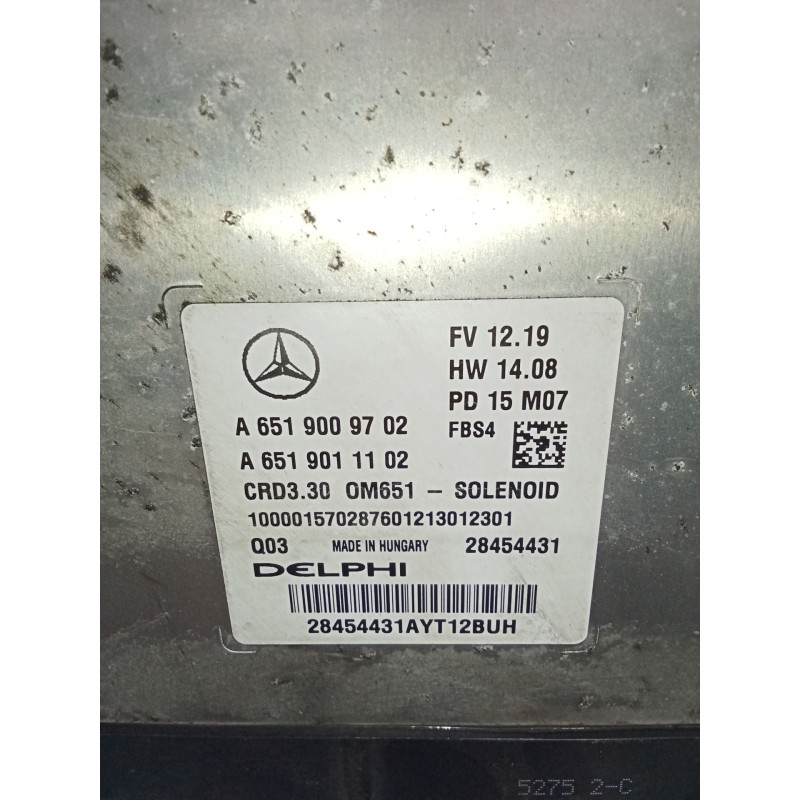 FV 12.19
HW 14.08
PD 15 M07
A 651 900 97 02
FBS4
A 651 901 11 02
CRD3.30 OM651 - SOLENOID
10000157028760121301​2301
Q03 MADE IN HUNGARY 28454431
DELPHI
28454431AYT12BUH
5275 2-C